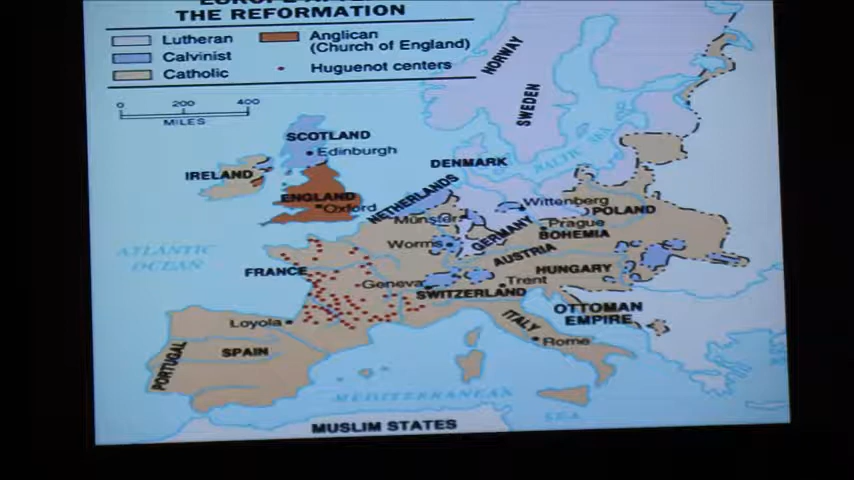 THE REFORMATION
Lutheran
Calvinist
Catholic
Anglican
(Church of England)
Huguenot centers
0 200 400
MILES
NORWAY
SWEDEN
SCOTLAND
Edinburgh
IRELAND
DENMARK
BALTIC SEA
ENGLAND
Oxford
NETHERLANDS
Münster
Wittenberg
POLAND
GERMANY
Prague
BOHEMIA
Worms
AUSTRIA
ATLANTIC
OCEAN
FRANCE
HUNGARY
Geneva
Trent
SWITZERLAND
OTTOMAN
EMPIRE
Loyola
ITALY
Rome
PORTUGAL
SPAIN
MEDITERRANEAN
SEA
MUSLIM STATES